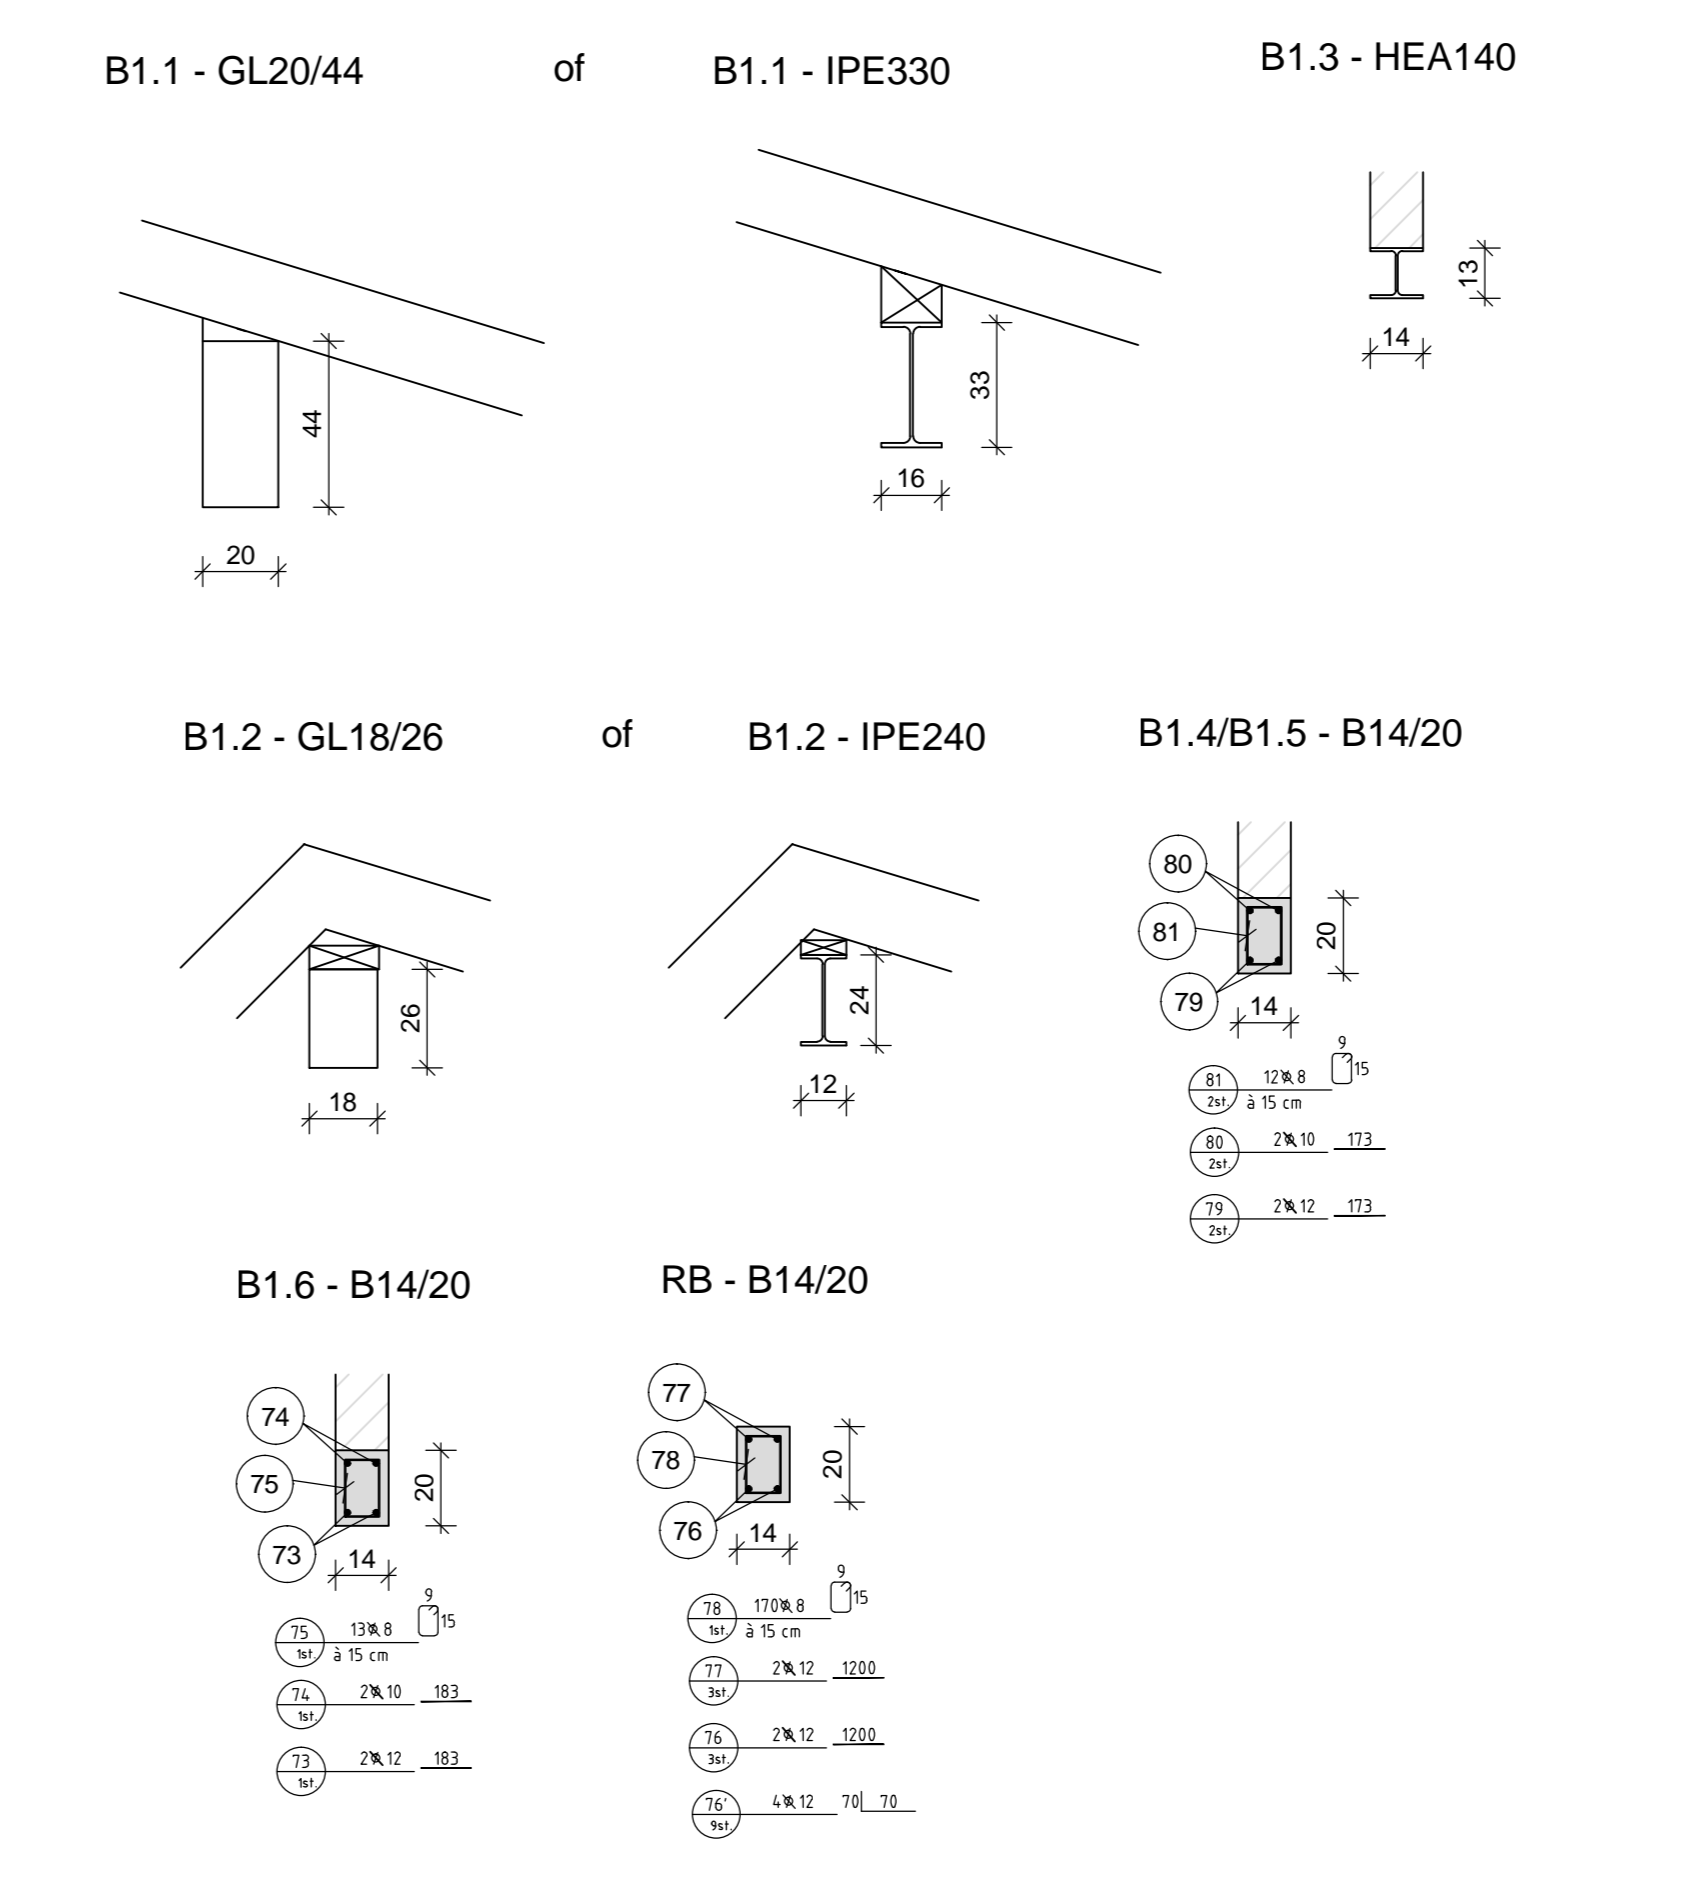 B1.1 - GL20/44 of B1.1 - IPE330 B1.3 - HEA140
44
20
33
16
13
14
B1.2 - GL18/26 of B1.2 - IPE240 B1.4/B1.5 - B14/20
26
18
24
12
80
81
79
20
14
9
15
81 12⌀8
2st. à 15 cm
80 2⌀10 173
2st.
79 2⌀12 173
2st.
B1.6 - B14/20 RB - B14/20
74
75
73
20
14
9
15
75 13⌀8
1st. à 15 cm
74 2⌀10 183
1st.
73 2⌀12 183
1st.
77
78
76
20
14
9
15
78 170⌀8
1st. à 15 cm
77 2⌀12 1200
3st.
76 2⌀12 1200
3st.
76' 4⌀12 70 70
9st.